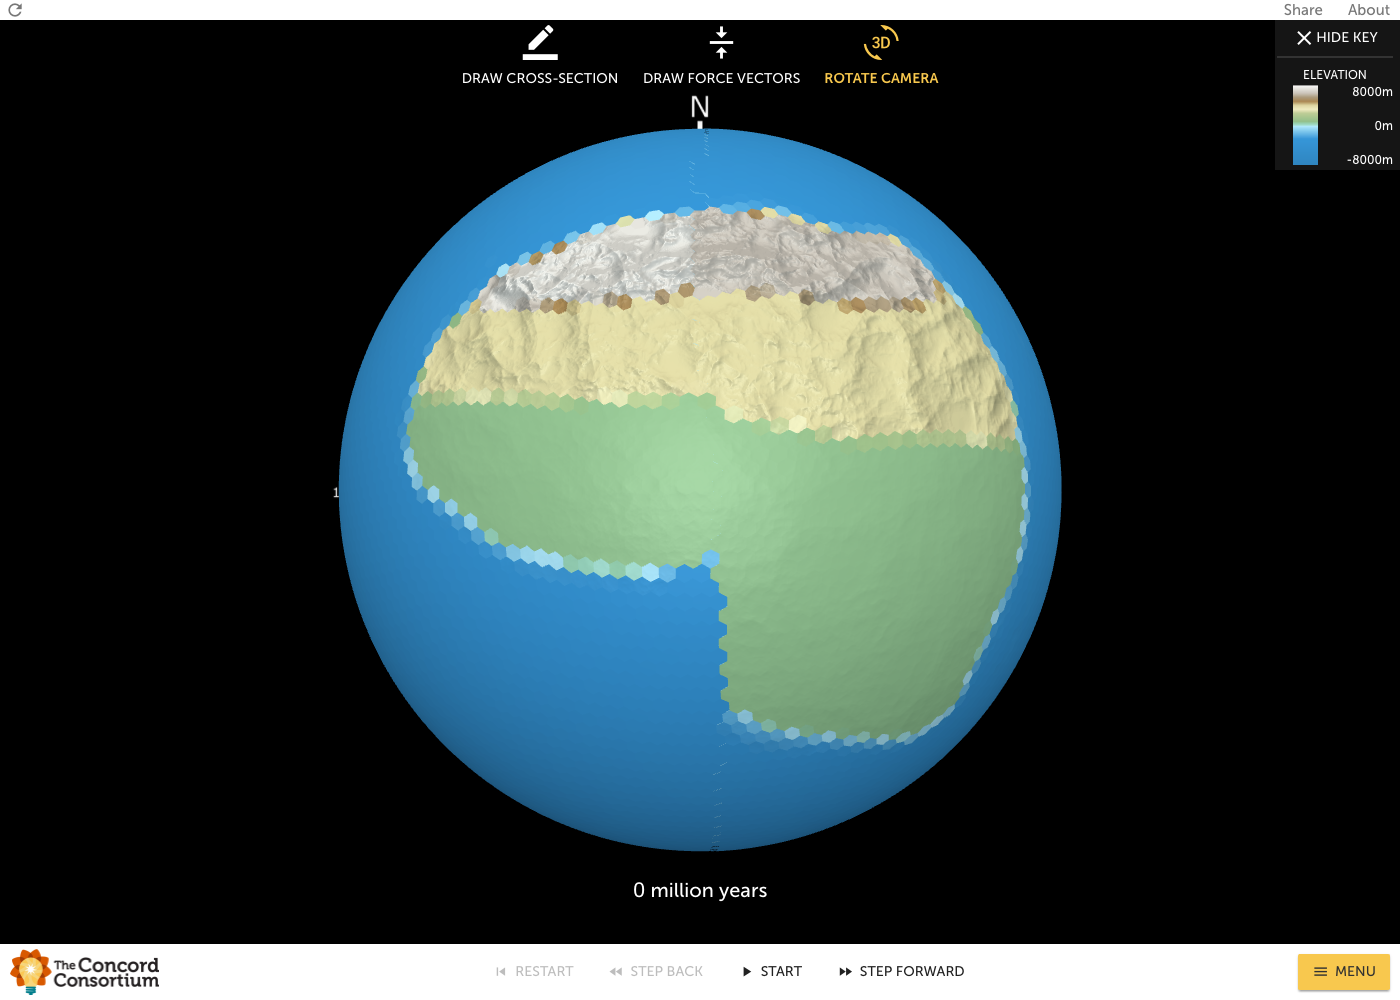 Share About
DRAW CROSS-SECTION DRAW FORCE VECTORS 3D ROTATE CAMERA
HIDE KEY
ELEVATION
8000m
0m
-8000m
N
1
0 million years
The Concord
Consortium
RESTART STEP BACK START STEP FORWARD MENU